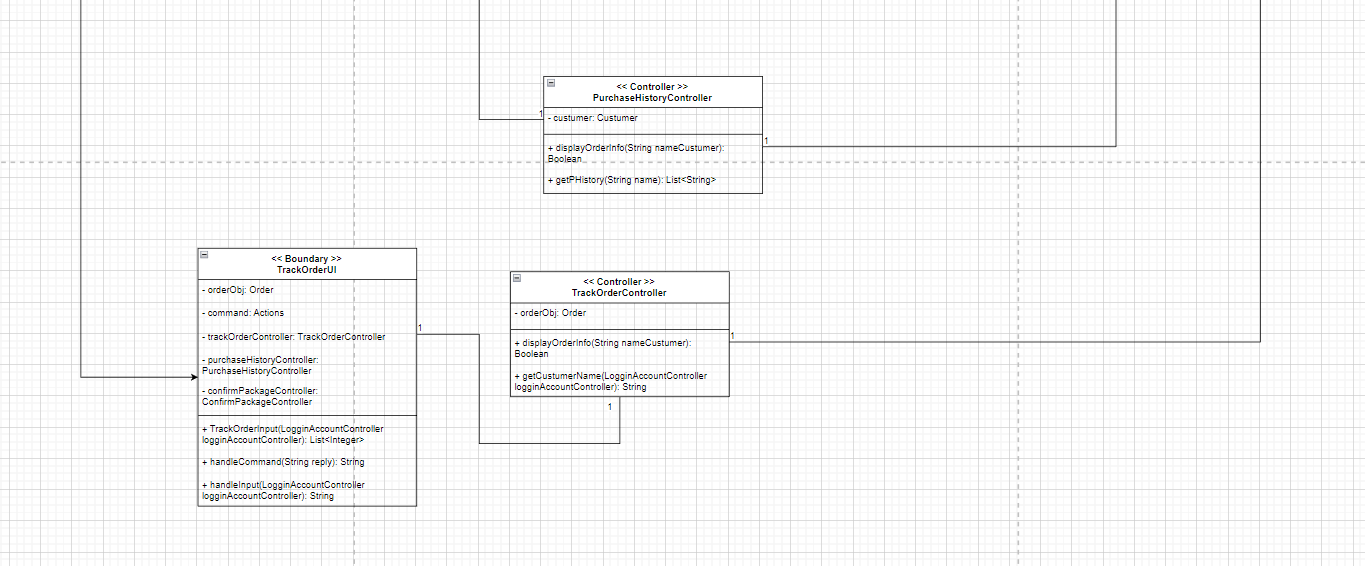 << Controller >>
PurchaseHistoryController
1
- custumer: Custumer
1
+ displayOrderInfo(String nameCustumer):
Boolean
+ getPHistory(String name): List<String>
<< Boundary >>
TrackOrderUI
- orderObj: Order
- command: Actions
- trackOrderController: TrackOrderController
- purchaseHistoryController:
PurchaseHistoryController
- confirmPackageController:
ConfirmPackageController
+ TrackOrderInput(LogginAccountController
logginAccountController): List<Integer>
+ handleCommand(String reply): String
+ handleInput(LogginAccountController
logginAccountController): String
1
<< Controller >>
TrackOrderController
- orderObj: Order
1
+ displayOrderInfo(String nameCustumer):
Boolean
+ getCustumerName(LogginAccountController
logginAccountController): String
1